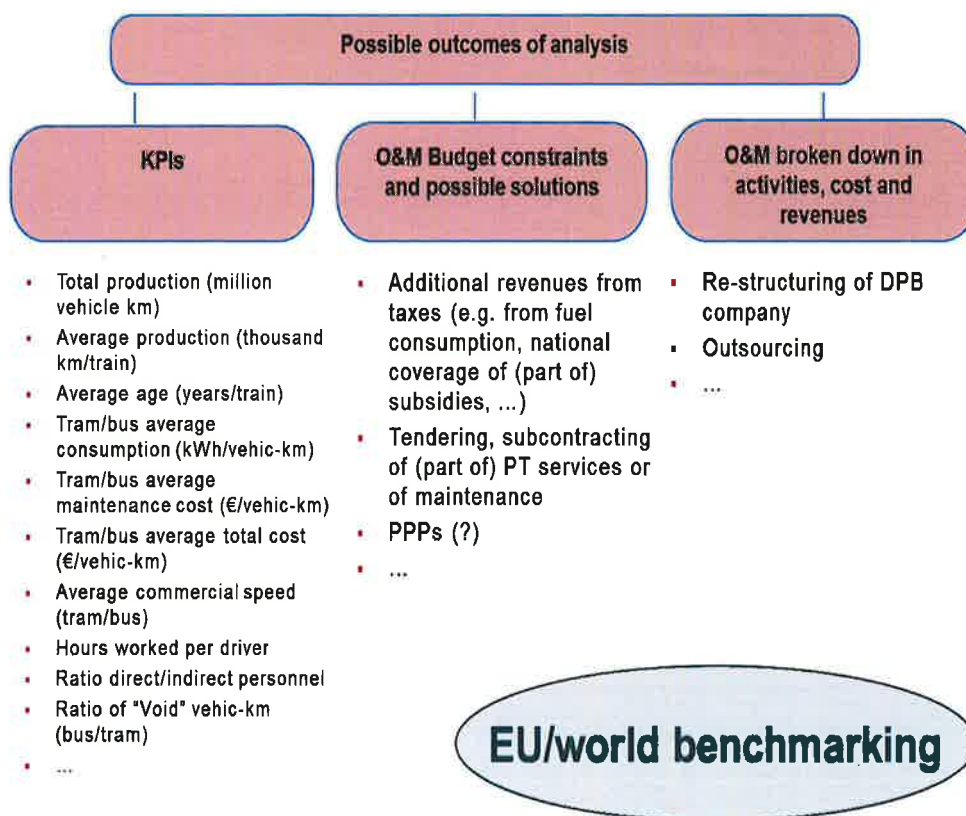 Possible outcomes of analysis
KPIs
▪ Total production (million
vehicle km)
▪ Average production (thousand
km/train)
▪ Average age (years/train)
▪ Tram/bus average
consumption (kWh/vehic-km)
▪ Tram/bus average
maintenance cost (€/vehic-km)
▪ Tram/bus average total cost
(€/vehic-km)
▪ Average commercial speed
(tram/bus)
▪ Hours worked per driver
▪ Ratio direct/indirect personnel
▪ Ratio of "Void" vehic-km
(bus/tram)
▪ ...
O&M Budget constraints
and possible solutions
▪ Additional revenues from
taxes (e.g. from fuel
consumption, national
coverage of (part of)
subsidies, ...)
▪ Tendering, subcontracting
of (part of) PT services or
of maintenance
▪ PPPs (?)
▪ ...
O&M broken down in
activities, cost and
revenues
▪ Re-structuring of DPB
company
▪ Outsourcing
▪ ...
EU/world benchmarking